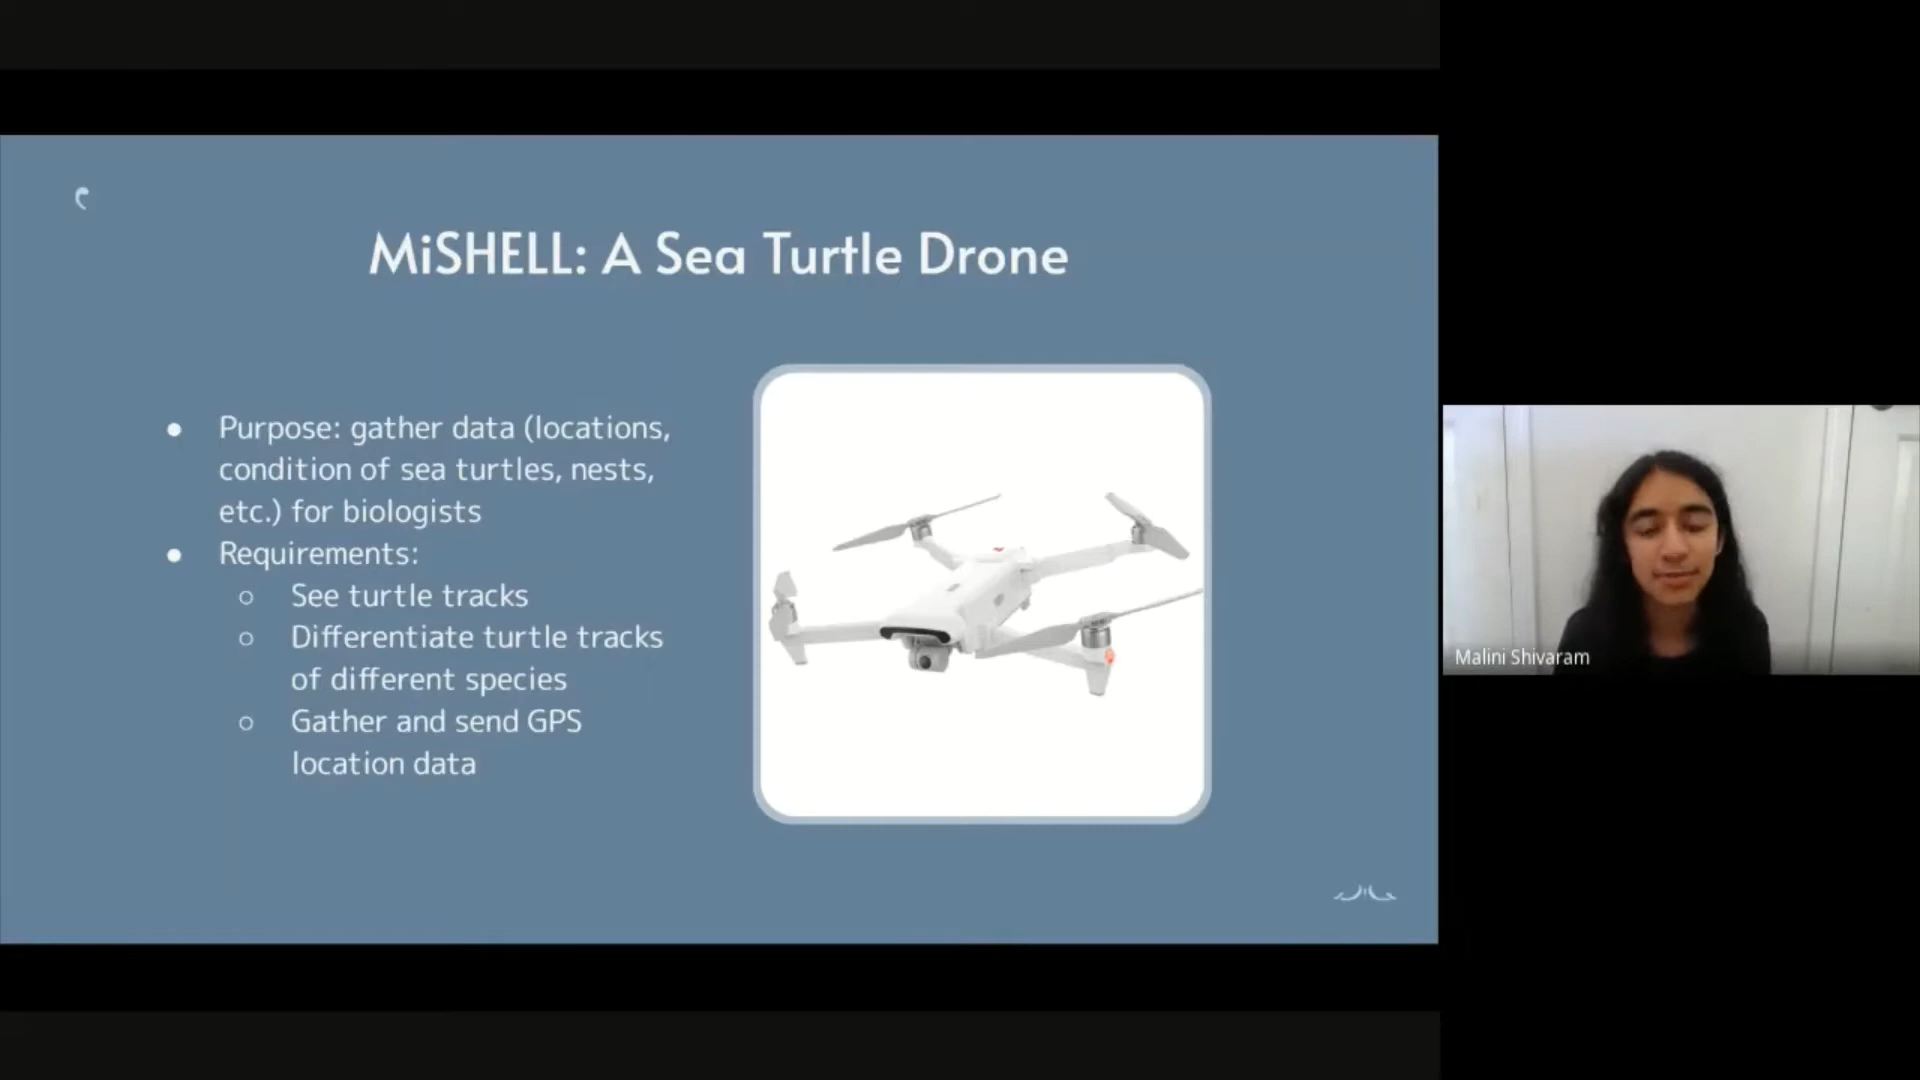 MiSHELL: A Sea Turtle Drone
● Purpose: gather data (locations,
condition of sea turtles, nests,
etc.) for biologists
● Requirements:
○ See turtle tracks
○ Differentiate turtle tracks
of different species
○ Gather and send GPS
location data
Malini Shivaram